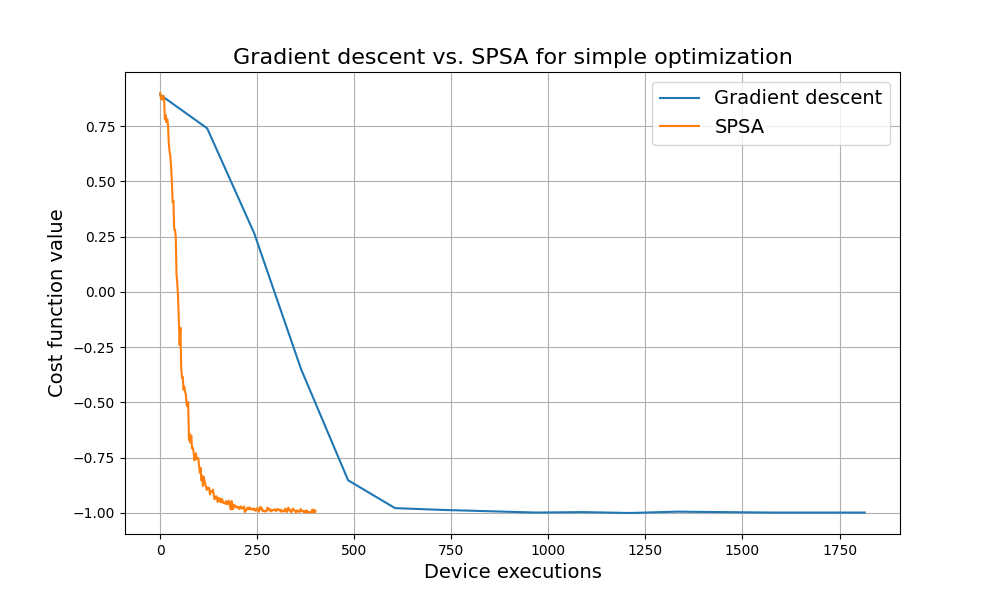 Gradient descent vs. SPSA for simple optimization
Gradient descent
SPSA
Cost function value
0.75
0.50
0.25
0.00
−0.25
−0.50
−0.75
−1.00
0 250 500 750 1000 1250 1500 1750
Device executions